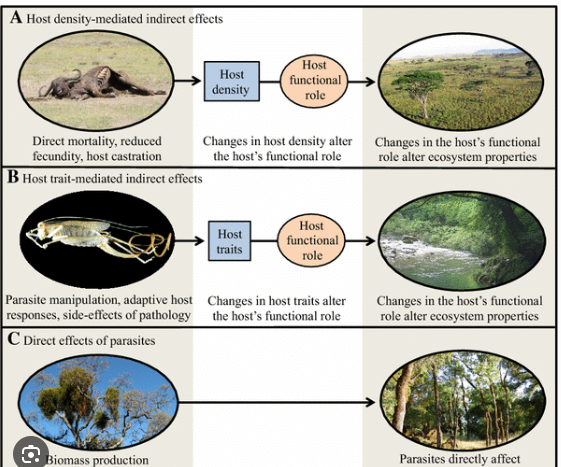 A Host density-mediated indirect effects
Host
density
Host
functional
role
Direct mortality, reduced
fecundity, host castration
Changes in host density alter
the host's functional role
Changes in the host's functional
role alter ecosystem properties
B Host trait-mediated indirect effects
Host
traits
Host
functional
role
Parasite manipulation, adaptive host
responses, side-effects of pathology
Changes in host traits alter
the host's functional role
Changes in the host's functional
role alter ecosystem properties
C Direct effects of parasites
Biomass production
Parasites directly affect